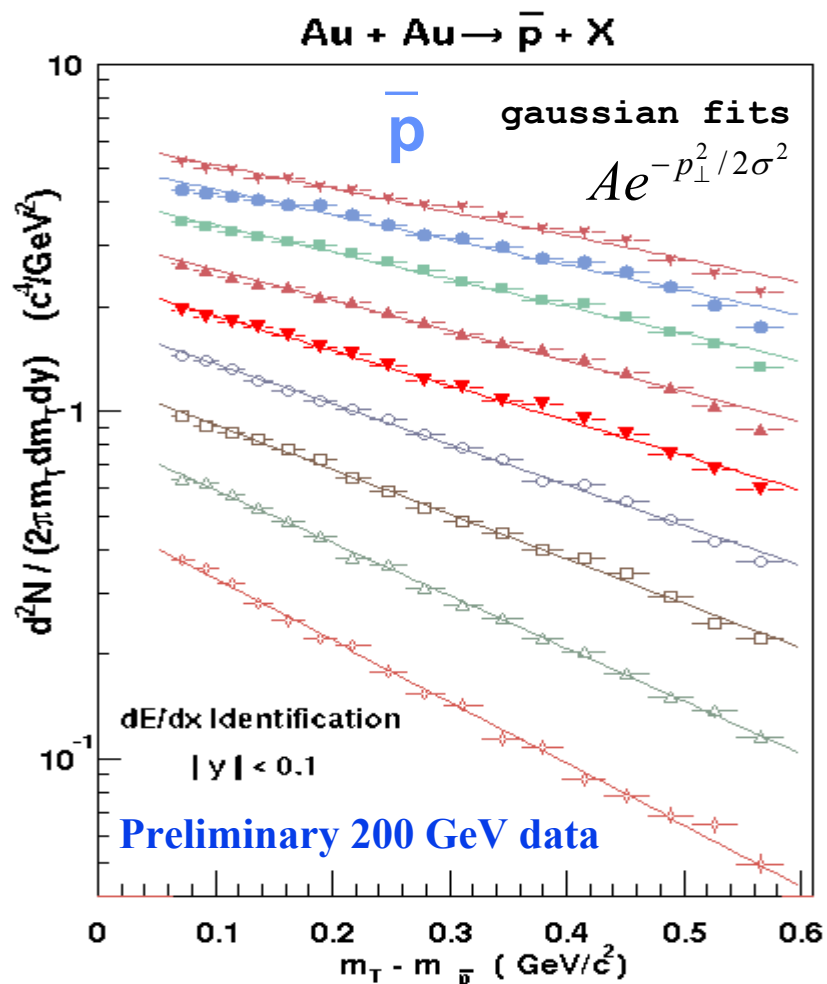 Au + Au → p̅ + X
10
p̅
gaussian fits
Ae^{-p_⊥^2/2σ^2}
d²N / (2πm_T dm_T dy) (c⁴/GeV²)
1
dE/dx Identification
| y | < 0.1
10⁻¹
Preliminary 200 GeV data
0 0.1 0.2 0.3 0.4 0.5 0.6
m_T - m_p̅ ( GeV/c² )